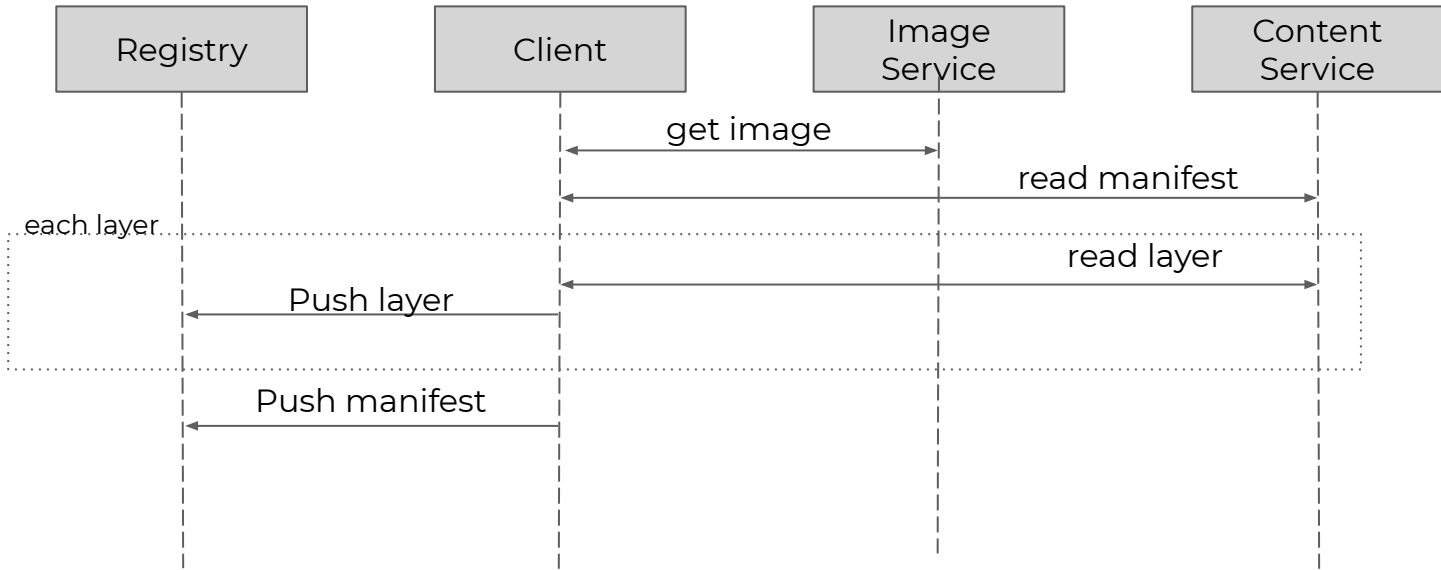 Registry
Client
Image
Service
Content
Service
get image
read manifest
each layer
read layer
Push layer
Push manifest